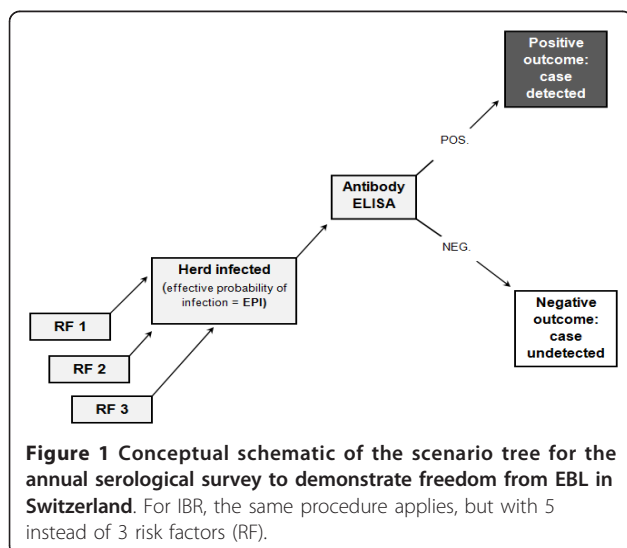 Positive
outcome:
case
detected
POS.
Antibody
ELISA
NEG.
Herd infected
(effective probability of
infection = EPI)
RF 1
RF 2
RF 3
Negative
outcome:
case
undetected
Figure 1 Conceptual schematic of the scenario tree for the
annual serological survey to demonstrate freedom from EBL in
Switzerland. For IBR, the same procedure applies, but with 5
instead of 3 risk factors (RF).